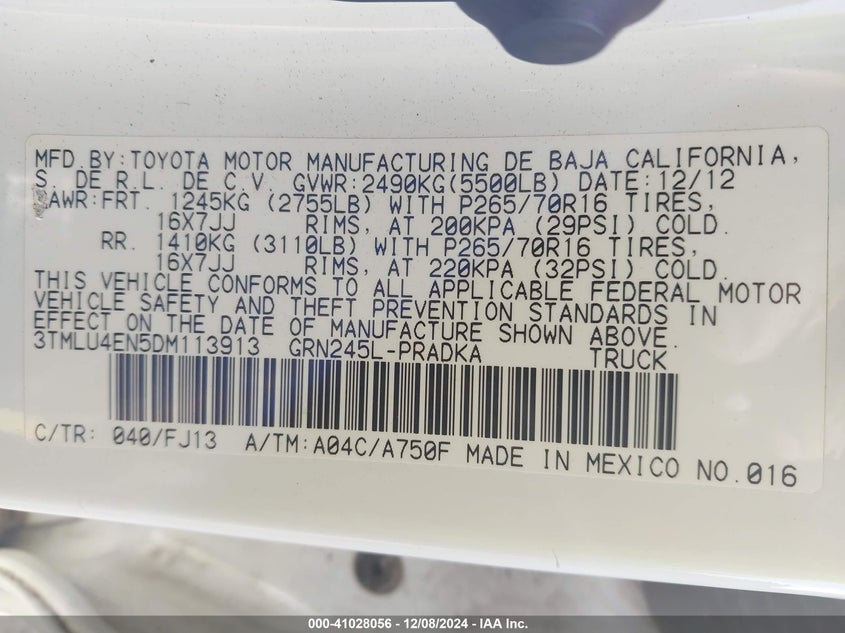 MFD.BY:TOYOTA MOTOR MANUFACTURING DE BAJA CALIFORNIA,
S. DE R.L. DE C.V. GVWR:2490KG(5500LB) DATE:12/12
GAWR:FRT. 1245KG (2755LB) WITH P265/70R16 TIRES,
16X7JJ RIMS, AT 200KPA (29PSI) COLD.
RR. 1410KG (3110LB) WITH P265/70R16 TIRES,
16X7JJ RIMS, AT 220KPA (32PSI) COLD.
THIS VEHICLE CONFORMS TO ALL APPLICABLE FEDERAL MOTOR
VEHICLE SAFETY AND THEFT PREVENTION STANDARDS IN
EFFECT ON THE DATE OF MANUFACTURE SHOWN ABOVE.
3TMLU4EN5DM113913 GRN245L-PRADKA TRUCK
C/TR: 040/FJ13 A/TM:A04C/A750F MADE IN MEXICO NO.016
000-41028056 - 12/08/2024 - IAA Inc.